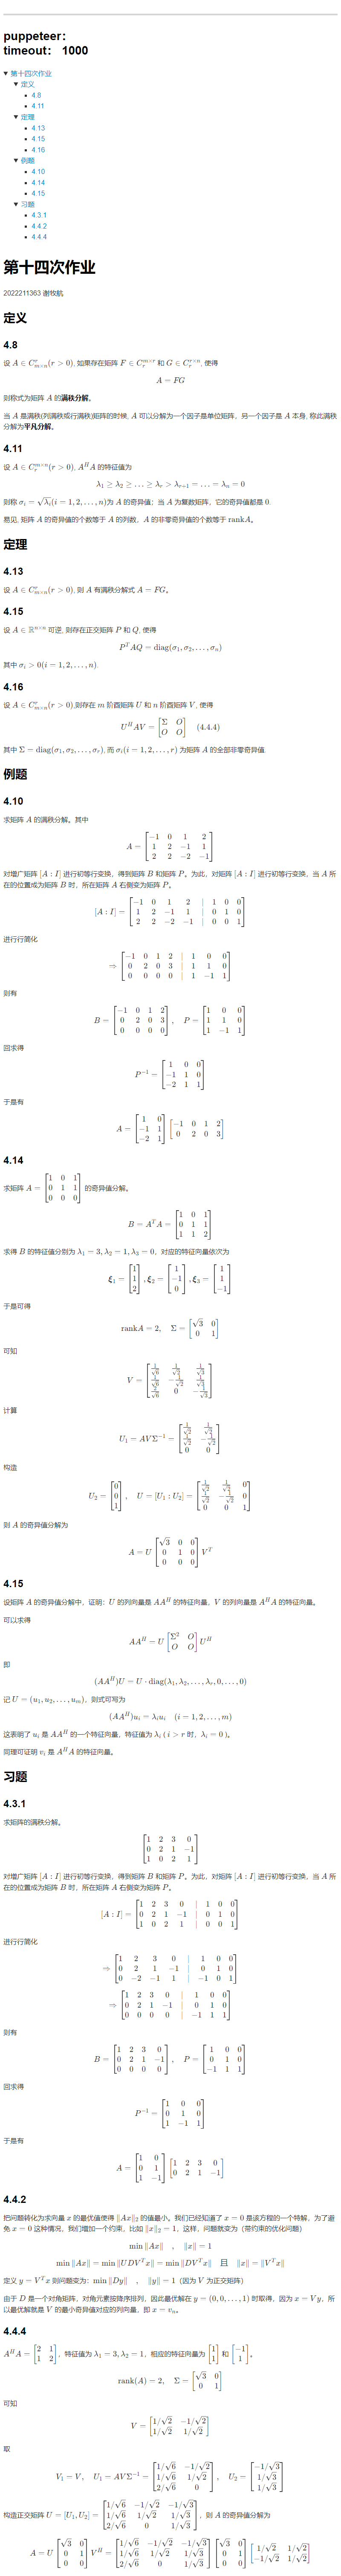 puppeteer:
timeout: 1000
第十四次作业
定义
4.8
4.11
定理
4.13
4.15
4.16
例题
4.10
4.14
4.15
习题
4.3.1
4.4.2
4.4.4
第十四次作业
2022211363 谢牧航
定义
4.8
设 $A \in C^r_{m\times n}(r > 0)$, 如果存在矩阵 $F \in C^{m\times r}_r$ 和 $G \in C^{r\times n}_r$, 使得
$A = FG$
则称式为矩阵 $A$ 的满秩分解。
当 $A$ 是满秩(列满秩或行满秩)矩阵的时候, $A$ 可以分解为一个因子是单位矩阵，另一个因子是 $A$ 本身, 称此满秩
分解为平凡分解。
4.11
设 $A \in C^{m\times n}_r(r > 0)$, $A^H A$ 的特征值为
$\lambda_1 \geq \lambda_2 \geq \ldots \geq \lambda_r > \lambda_{r+1} = \ldots = \lambda_n = 0$
则称 $\sigma_i = \sqrt{\lambda_i}(i = 1, 2, \ldots, n)$为 $A$ 的奇异值；当 $A$ 为复数矩阵，它的奇异值都是 0.
易见, 矩阵 $A$ 的奇异值的个数等于 $A$ 的列数，$A$ 的非零奇异值的个数等于 $\mathrm{rank}A$。
定理
4.13
设 $A \in C^r_{m\times n}(r > 0)$, 则 $A$ 有满秩分解式 $A = FG$。
4.15
设 $A \in \mathbb{R}^{n\times n}$ 可逆, 则存在正交矩阵 $P$ 和 $Q$, 使得
$P^T AQ = \mathrm{diag}(\sigma_1, \sigma_2, \ldots, \sigma_n)$
其中 $\sigma_i > 0(i = 1, 2, \ldots, n)$.
4.16
设 $A \in C^r_{m\times n}(r > 0)$,则存在 $m$ 阶酉矩阵 $U$ 和 $n$ 阶酉矩阵 $V$, 使得
$U^H AV = \begin{bmatrix} \Sigma & O \\ O & O \end{bmatrix} \quad (4.4.4)$
其中 $\Sigma = \mathrm{diag}(\sigma_1, \sigma_2, \ldots, \sigma_r)$, 而 $\sigma_i(i = 1, 2, \ldots, r)$ 为矩阵 $A$ 的全部非零奇异值.
例题
4.10
求矩阵 $A$ 的满秩分解。其中
$A = \begin{bmatrix} -1 & 0 & 1 & 2 \\ 1 & 2 & -1 & 1 \\ 2 & 2 & -2 & -1 \end{bmatrix}$
对增广矩阵 $[A : I]$ 进行初等行变换，得到矩阵 $B$ 和矩阵 $P$。为此，对矩阵 $[A : I]$ 进行初等行变换，当 $A$ 所
在的位置成为矩阵 $B$ 时，所在矩阵 $A$ 右侧变为矩阵 $P$。
$[A : I] = \begin{bmatrix} -1 & 0 & 1 & 2 & | & 1 & 0 & 0 \\ 1 & 2 & -1 & 1 & | & 0 & 1 & 0 \\ 2 & 2 & -2 & -1 & | & 0 & 0 & 1 \end{bmatrix}$
进行行简化
$\Rightarrow \begin{bmatrix} -1 & 0 & 1 & 2 & | & 1 & 0 & 0 \\ 0 & 2 & 0 & 3 & | & 1 & 1 & 0 \\ 0 & 0 & 0 & 0 & | & 1 & -1 & 1 \end{bmatrix}$
则有
$B = \begin{bmatrix} -1 & 0 & 1 & 2 \\ 0 & 2 & 0 & 3 \\ 0 & 0 & 0 & 0 \end{bmatrix}, \quad P = \begin{bmatrix} 1 & 0 & 0 \\ 1 & 1 & 0 \\ 1 & -1 & 1 \end{bmatrix}$
回求得
$P^{-1} = \begin{bmatrix} 1 & 0 & 0 \\ -1 & 1 & 0 \\ -2 & 1 & 1 \end{bmatrix}$
于是有
$A = \begin{bmatrix} 1 & 0 \\ -1 & 1 \\ -2 & 1 \end{bmatrix} \begin{bmatrix} -1 & 0 & 1 & 2 \\ 0 & 2 & 0 & 3 \end{bmatrix}$
4.14
求矩阵 $A = \begin{bmatrix} 1 & 0 & 1 \\ 0 & 1 & 1 \\ 0 & 0 & 0 \end{bmatrix}$ 的奇异值分解。
$B = A^T A = \begin{bmatrix} 1 & 0 & 1 \\ 0 & 1 & 1 \\ 1 & 1 & 2 \end{bmatrix}$
求得 $B$ 的特征值分别为 $\lambda_1 = 3, \lambda_2 = 1, \lambda_3 = 0$，对应的特征向量依次为
$\boldsymbol{\xi}_1 = \begin{bmatrix} 1 \\ 1 \\ 2 \end{bmatrix}, \boldsymbol{\xi}_2 = \begin{bmatrix} 1 \\ -1 \\ 0 \end{bmatrix}, \boldsymbol{\xi}_3 = \begin{bmatrix} 1 \\ 1 \\ -1 \end{bmatrix}$
于是可得
$\mathrm{rank}A = 2, \quad \Sigma = \begin{bmatrix} \sqrt{3} & 0 \\ 0 & 1 \end{bmatrix}$
可知
$V = \begin{bmatrix} \frac{1}{\sqrt{6}} & \frac{1}{\sqrt{2}} & \frac{1}{\sqrt{3}} \\ \frac{1}{\sqrt{6}} & -\frac{1}{\sqrt{2}} & \frac{1}{\sqrt{3}} \\ \frac{2}{\sqrt{6}} & 0 & -\frac{1}{\sqrt{3}} \end{bmatrix}$
计算
$U_1 = AV\Sigma^{-1} = \begin{bmatrix} \frac{1}{\sqrt{2}} & \frac{1}{\sqrt{2}} \\ \frac{1}{\sqrt{2}} & -\frac{1}{\sqrt{2}} \\ 0 & 0 \end{bmatrix}$
构造
$U_2 = \begin{bmatrix} 0 \\ 0 \\ 1 \end{bmatrix}, \quad U = [U_1 : U_2] = \begin{bmatrix} \frac{1}{\sqrt{2}} & \frac{1}{\sqrt{2}} & 0 \\ \frac{1}{\sqrt{2}} & -\frac{1}{\sqrt{2}} & 0 \\ 0 & 0 & 1 \end{bmatrix}$
则 $A$ 的奇异值分解为
$A = U \begin{bmatrix} \sqrt{3} & 0 & 0 \\ 0 & 1 & 0 \\ 0 & 0 & 0 \end{bmatrix} V^T$
4.15
设矩阵 $A$ 的奇异值分解中，证明：$U$ 的列向量是 $AA^H$ 的特征向量，$V$ 的列向量是 $A^H A$ 的特征向量。
可以求得
$AA^H = U \begin{bmatrix} \Sigma^2 & O \\ O & O \end{bmatrix} U^H$
即
$(AA^H)U = U \cdot \mathrm{diag}(\lambda_1, \lambda_2, \ldots, \lambda_r, 0, \ldots, 0)$
记 $U = (u_1, u_2, \ldots, u_m)$，则式可写为
$(AA^H)u_i = \lambda_i u_i \quad (i = 1, 2, \ldots, m)$
这表明了 $u_i$ 是 $AA^H$ 的一个特征向量，特征值为 $\lambda_i$ ( $i > r$ 时，$\lambda_i = 0$ )。
同理可证明 $v_i$ 是 $A^H A$ 的特征向量。
习题
4.3.1
求矩阵的满秩分解。
$\begin{bmatrix} 1 & 2 & 3 & 0 \\ 0 & 2 & 1 & -1 \\ 1 & 0 & 2 & 1 \end{bmatrix}$
对增广矩阵 $[A : I]$ 进行初等行变换，得到矩阵 $B$ 和矩阵 $P$。为此，对矩阵 $[A : I]$ 进行初等行变换，当 $A$ 所
在的位置成为矩阵 $B$ 时，所在矩阵 $A$ 右侧变为矩阵 $P$。
$[A : I] = \begin{bmatrix} 1 & 2 & 3 & 0 & | & 1 & 0 & 0 \\ 0 & 2 & 1 & -1 & | & 0 & 1 & 0 \\ 1 & 0 & 2 & 1 & | & 0 & 0 & 1 \end{bmatrix}$
进行行简化
$\Rightarrow \begin{bmatrix} 1 & 2 & 3 & 0 & | & 1 & 0 & 0 \\ 0 & 2 & 1 & -1 & | & 0 & 1 & 0 \\ 0 & -2 & -1 & 1 & | & -1 & 0 & 1 \end{bmatrix}$
$\Rightarrow \begin{bmatrix} 1 & 2 & 3 & 0 & | & 1 & 0 & 0 \\ 0 & 2 & 1 & -1 & | & 0 & 1 & 0 \\ 0 & 0 & 0 & 0 & | & -1 & 1 & 1 \end{bmatrix}$
则有
$B = \begin{bmatrix} 1 & 2 & 3 & 0 \\ 0 & 2 & 1 & -1 \\ 0 & 0 & 0 & 0 \end{bmatrix}, \quad P = \begin{bmatrix} 1 & 0 & 0 \\ 0 & 1 & 0 \\ -1 & 1 & 1 \end{bmatrix}$
回求得
$P^{-1} = \begin{bmatrix} 1 & 0 & 0 \\ 0 & 1 & 0 \\ 1 & -1 & 1 \end{bmatrix}$
于是有
$A = \begin{bmatrix} 1 & 0 \\ 0 & 1 \\ 1 & -1 \end{bmatrix} \begin{bmatrix} 1 & 2 & 3 & 0 \\ 0 & 2 & 1 & -1 \end{bmatrix}$
4.4.2
把问题转化为求向量 $x$ 的最优值使得 $\|Ax\|_2$ 的值最小。我们已经知道了 $x = 0$ 是该方程的一个特解，为了避
免 $x = 0$ 这种情况，我们增加一个约束，比如 $\|x\|_2 = 1$，这样，问题就变为（带约束的优化问题）
$\min \|Ax\| \quad , \quad \|x\| = 1$
$\min \|Ax\| = \min \|UDV^T x\| = \min \|DV^T x\| \quad 且 \quad \|x\| = \|V^T x\|$
定义 $y = V^T x$ 则问题变为：$\min \|Dy\| \quad , \quad \|y\| = 1$（因为 $V$ 为正交矩阵）
由于 $D$ 是一个对角矩阵，对角元素按降序排列，因此最优解在 $y = (0, 0, \ldots, 1)$ 时取得，因为 $x = Vy$，所
以最优解就是 $V$ 的最小奇异值对应的列向量，即 $x = v_n$。
4.4.4
$A^H A = \begin{bmatrix} 2 & 1 \\ 1 & 2 \end{bmatrix}$，特征值为 $\lambda_1 = 3, \lambda_2 = 1$，相应的特征向量为 $\begin{bmatrix} 1 \\ 1 \end{bmatrix}$ 和 $\begin{bmatrix} -1 \\ 1 \end{bmatrix}$。
$\mathrm{rank}(A) = 2, \quad \Sigma = \begin{bmatrix} \sqrt{3} & 0 \\ 0 & 1 \end{bmatrix}$
可知
$V = \begin{bmatrix} 1/\sqrt{2} & -1/\sqrt{2} \\ 1/\sqrt{2} & 1/\sqrt{2} \end{bmatrix}$
取
$V_1 = V, \quad U_1 = AV\Sigma^{-1} = \begin{bmatrix} 1/\sqrt{6} & -1/\sqrt{2} \\ 1/\sqrt{6} & 1/\sqrt{2} \\ 2/\sqrt{6} & 0 \end{bmatrix}, \quad U_2 = \begin{bmatrix} -1/\sqrt{3} \\ 1/\sqrt{3} \\ 1/\sqrt{3} \end{bmatrix}$
构造正交矩阵 $U = [U_1, U_2] = \begin{bmatrix} 1/\sqrt{6} & -1/\sqrt{2} & -1/\sqrt{3} \\ 1/\sqrt{6} & 1/\sqrt{2} & 1/\sqrt{3} \\ 2/\sqrt{6} & 0 & 1/\sqrt{3} \end{bmatrix}$，则 $A$ 的奇异值分解为
$A = U \begin{bmatrix} \sqrt{3} & 0 \\ 0 & 1 \\ 0 & 0 \end{bmatrix} V^H = \begin{bmatrix} 1/\sqrt{6} & -1/\sqrt{2} & -1/\sqrt{3} \\ 1/\sqrt{6} & 1/\sqrt{2} & 1/\sqrt{3} \\ 2/\sqrt{6} & 0 & 1/\sqrt{3} \end{bmatrix} \begin{bmatrix} \sqrt{3} & 0 \\ 0 & 1 \\ 0 & 0 \end{bmatrix} \begin{bmatrix} 1/\sqrt{2} & 1/\sqrt{2} \\ -1/\sqrt{2} & 1/\sqrt{2} \end{bmatrix}$